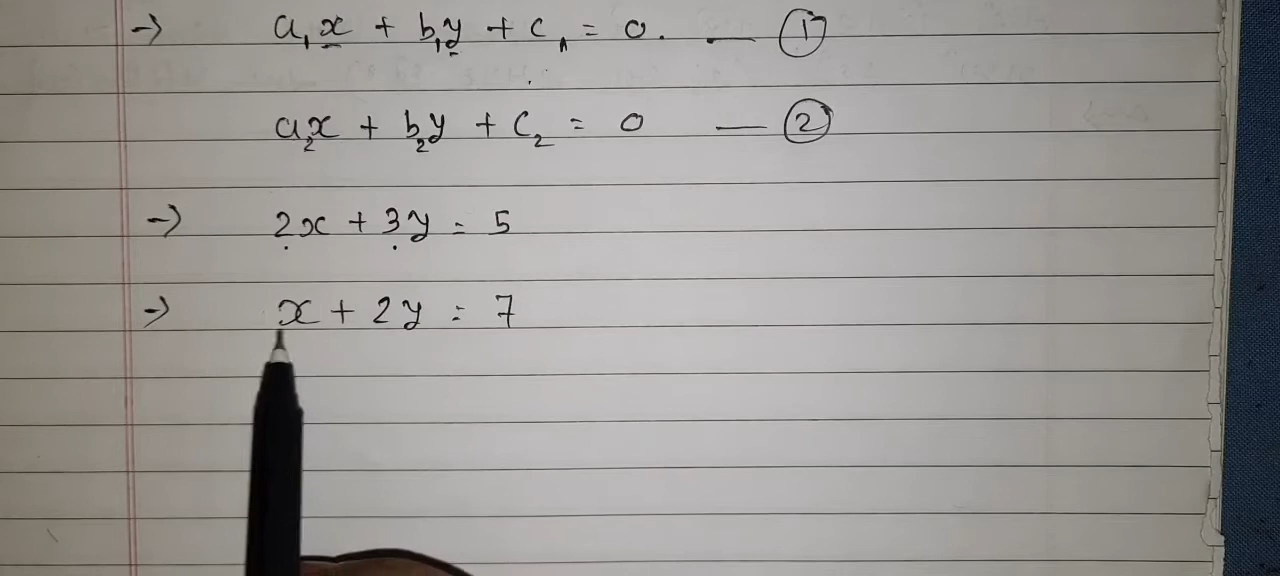 → a₁x + b₁y + c₁ = 0. — ①
a₂x + b₂y + c₂ = 0 — ②
→ 2x + 3y = 5
→ x + 2y = 7